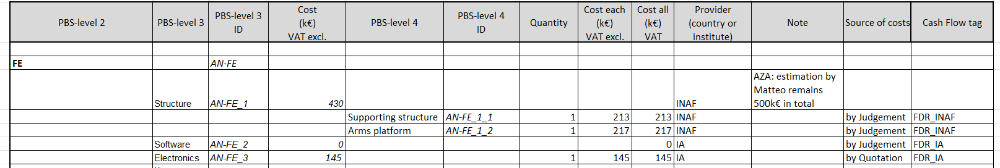 PBS-level 2 PBS-level 3 PBS-level 3 ID Cost (k€) VAT excl. PBS-level 4 PBS-level 4 ID Quantity Cost each (k€) VAT excl. Cost all (k€) VAT Provider (country or institute) Note Source of costs Cash Flow tag
FE AN-FE
Structure AN-FE_1 430 INAF AZA: estimation by Matteo remains 500k€ in total
Supporting structure AN-FE_1_1 1 213 213 INAF by Judgement FDR_INAF
Arms platform AN-FE_1_2 1 217 217 INAF by Judgement FDR_INAF
Software AN-FE_2 0 0 IA by Judgement FDR_IA
Electronics AN-FE_3 145 1 145 145 IA by Quotation FDR_IA